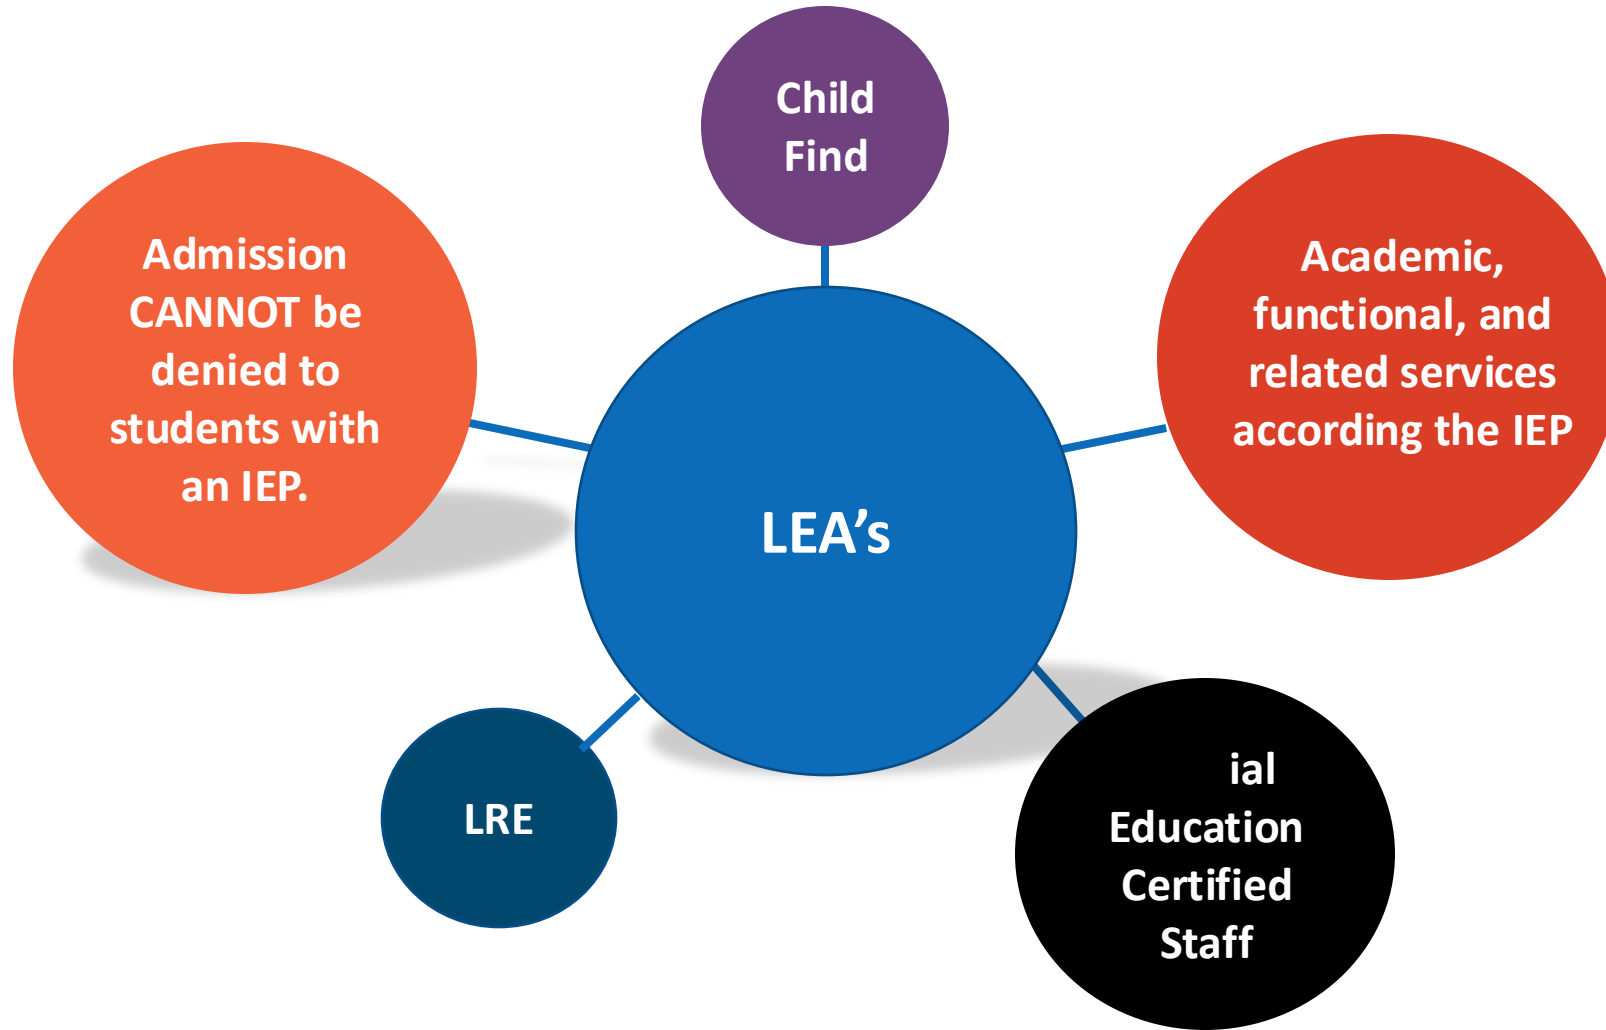 Child
Find
Admission
CANNOT be
denied to
students with
an IEP.
Academic,
functional, and
related services
according the IEP
LEA’s
LRE
ial
Education
Certified
Staff